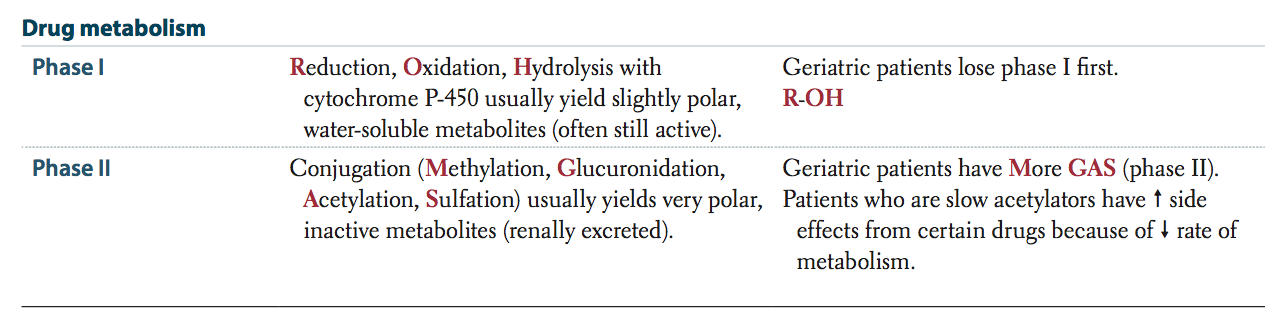 Drug metabolism
Phase I
Reduction, Oxidation, Hydrolysis with
cytochrome P-450 usually yield slightly polar,
water-soluble metabolites (often still active).
Geriatric patients lose phase I first.
R-OH
Phase II
Conjugation (Methylation, Glucuronidation,
Acetylation, Sulfation) usually yields very polar,
inactive metabolites (renally excreted).
Geriatric patients have More GAS (phase II).
Patients who are slow acetylators have ↑ side
effects from certain drugs because of ↓ rate of
metabolism.